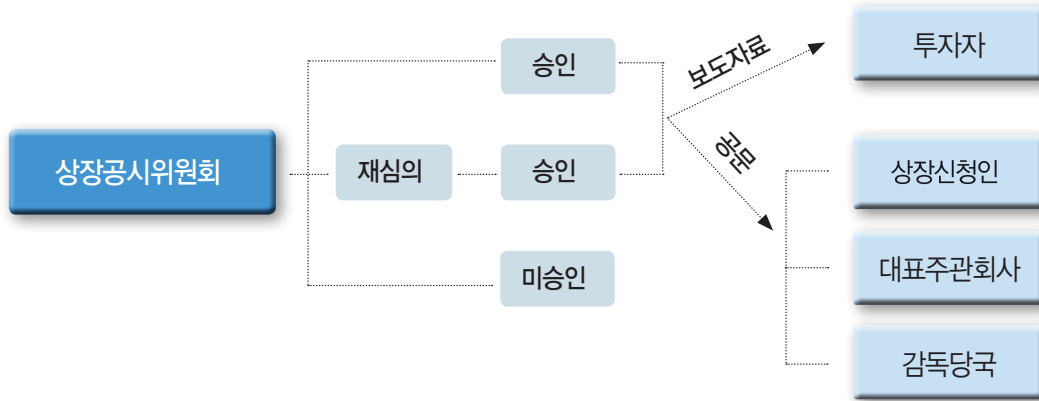 상장공시위원회
승인
재심의
승인
미승인
보도자료
공문
투자자
상장신청인
대표주관회사
감독당국